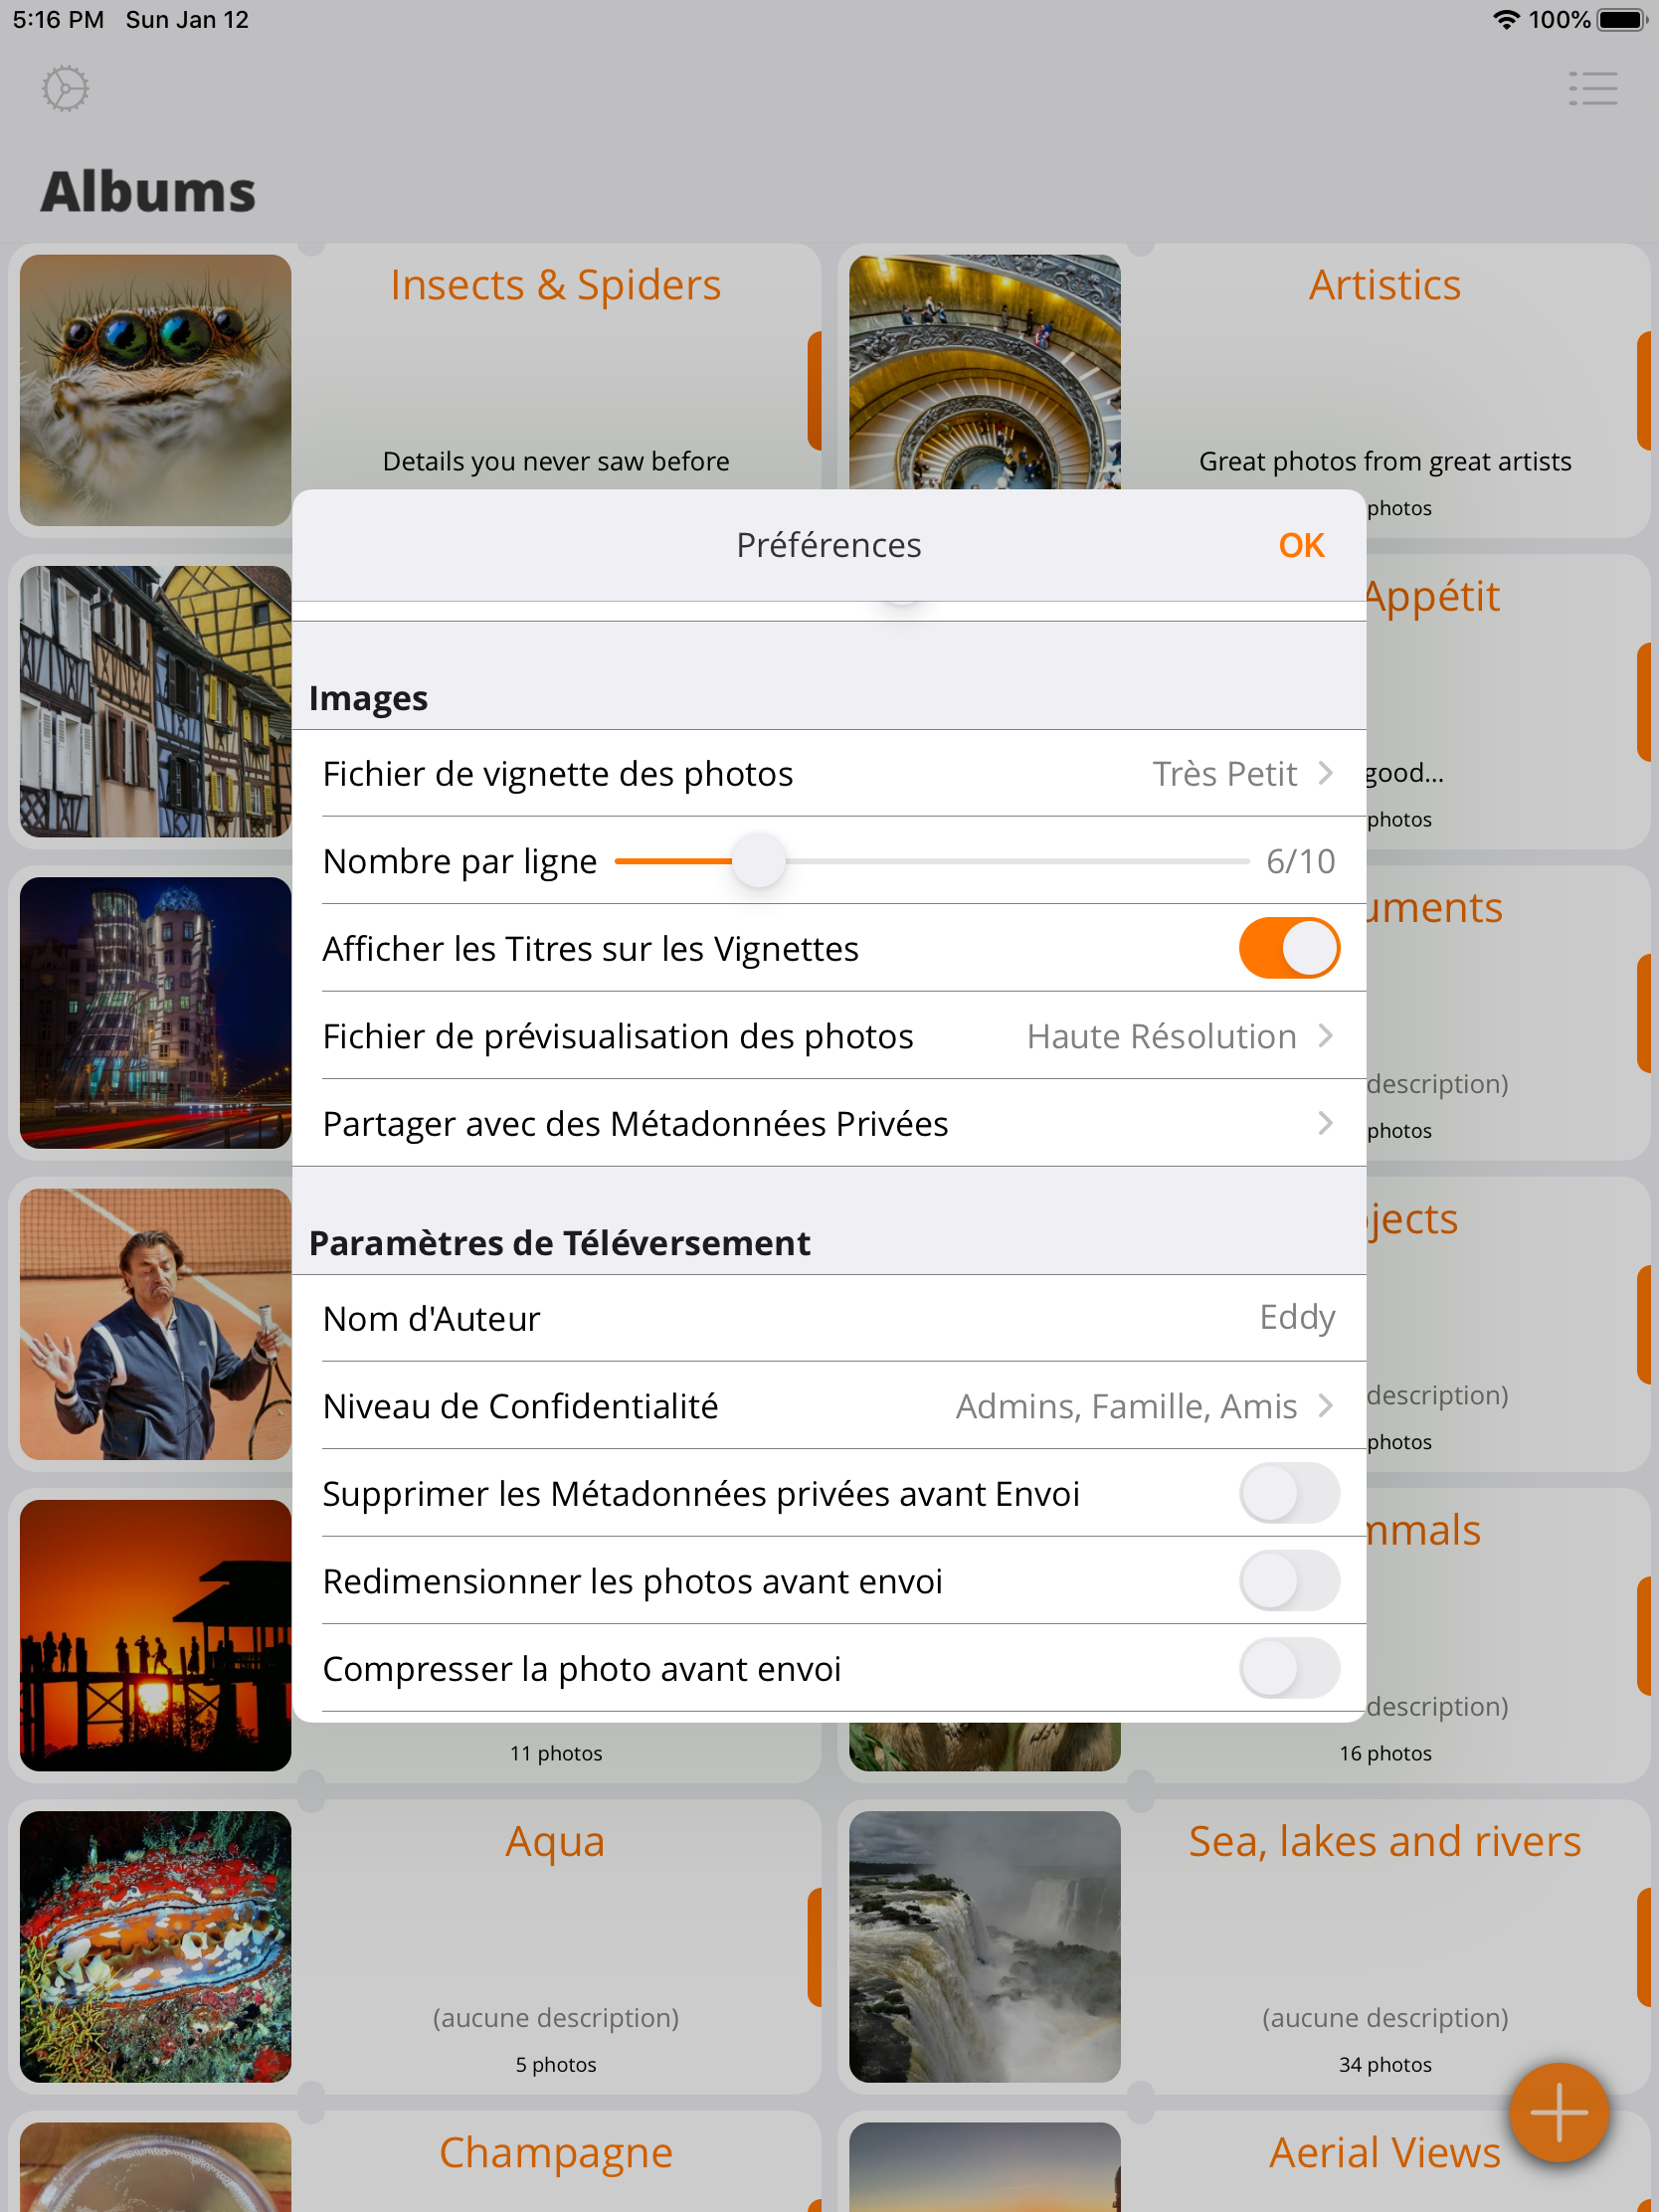 5:16 PM Sun Jan 12 100%
Albums
Insects & Spiders
Details you never saw before
Artistics
Great photos from great artists
photos
Préférences
OK
Images
Fichier de vignette des photos Très Petit
Nombre par ligne 6/10
Afficher les Titres sur les Vignettes
Fichier de prévisualisation des photos Haute Résolution
Partager avec des Métadonnées Privées
Paramètres de Téléversement
Nom d'Auteur Eddy
Niveau de Confidentialité Admins, Famille, Amis
Supprimer les Métadonnées privées avant Envoi
Redimensionner les photos avant envoi
Compresser la photo avant envoi
Appétit
good...
photos
description)
photos
description)
photos
description)
11 photos
16 photos
Aqua
(aucune description)
5 photos
Sea, lakes and rivers
(aucune description)
34 photos
Champagne
Aerial Views